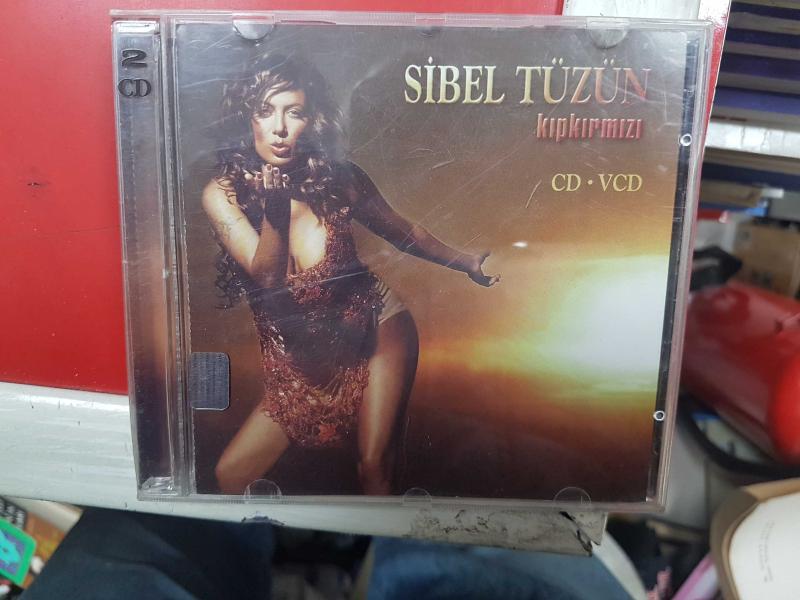 2
CD
SİBEL TÜZÜN
kıpkırmızı
CD • VCD